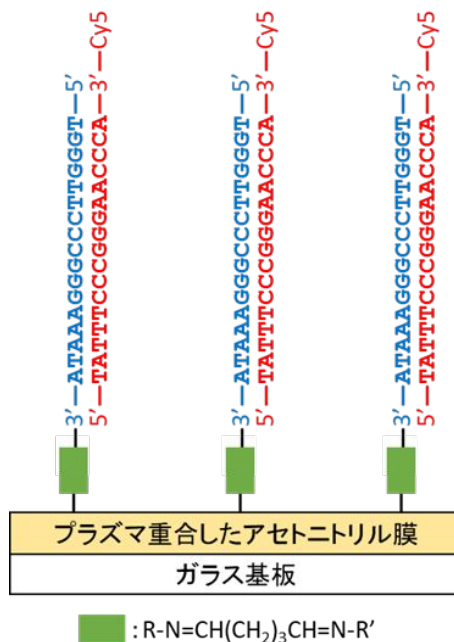 3’—ATAAAGGGCCCTTGGGT—5’
5’—TATTTCCCGGGAACCCA—3’—Cy5
3’—ATAAAGGGCCCTTGGGT—5’
5’—TATTTCCCGGGAACCCA—3’—Cy5
3’—ATAAAGGGCCCTTGGGT—5’
5’—TATTTCCCGGGAACCCA—3’—Cy5
プラズマ重合したアセトニトリル膜
ガラス基板
: R-N=CH(CH₂)₃CH=N-R’